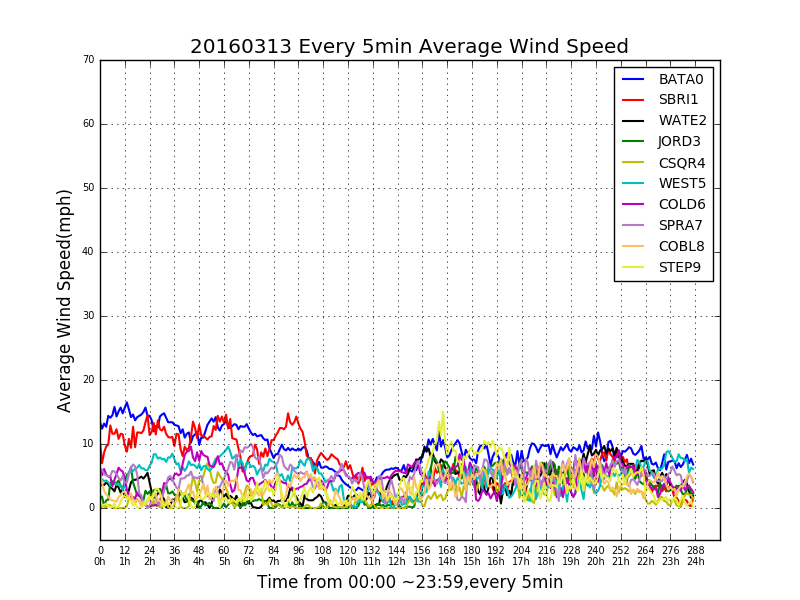 20160313 Every 5min Average Wind Speed
70
60
50
40
30
20
10
0
Average Wind Speed(mph)
BATA0
SBRI1
WATE2
JORD3
CSQR4
WEST5
COLD6
SPRA7
COBL8
STEP9
0 12 24 36 48 60 72 84 96 108 120 132 144 156 168 180 192 204 216 228 240 252 264 276 288
0h 1h 2h 3h 4h 5h 6h 7h 8h 9h 10h 11h 12h 13h 14h 15h 16h 17h 18h 19h 20h 21h 22h 23h 24h
Time from 00:00 ~23:59,every 5min